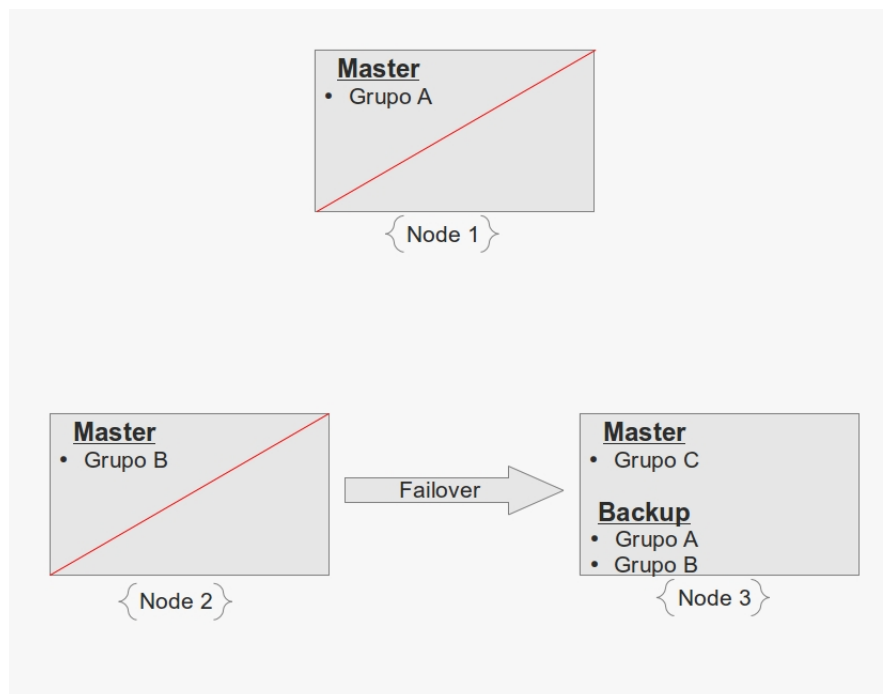 Master
• Grupo A
Node 1
Master
• Grupo B
Node 2
Failover
Master
• Grupo C
Backup
• Grupo A
• Grupo B
Node 3